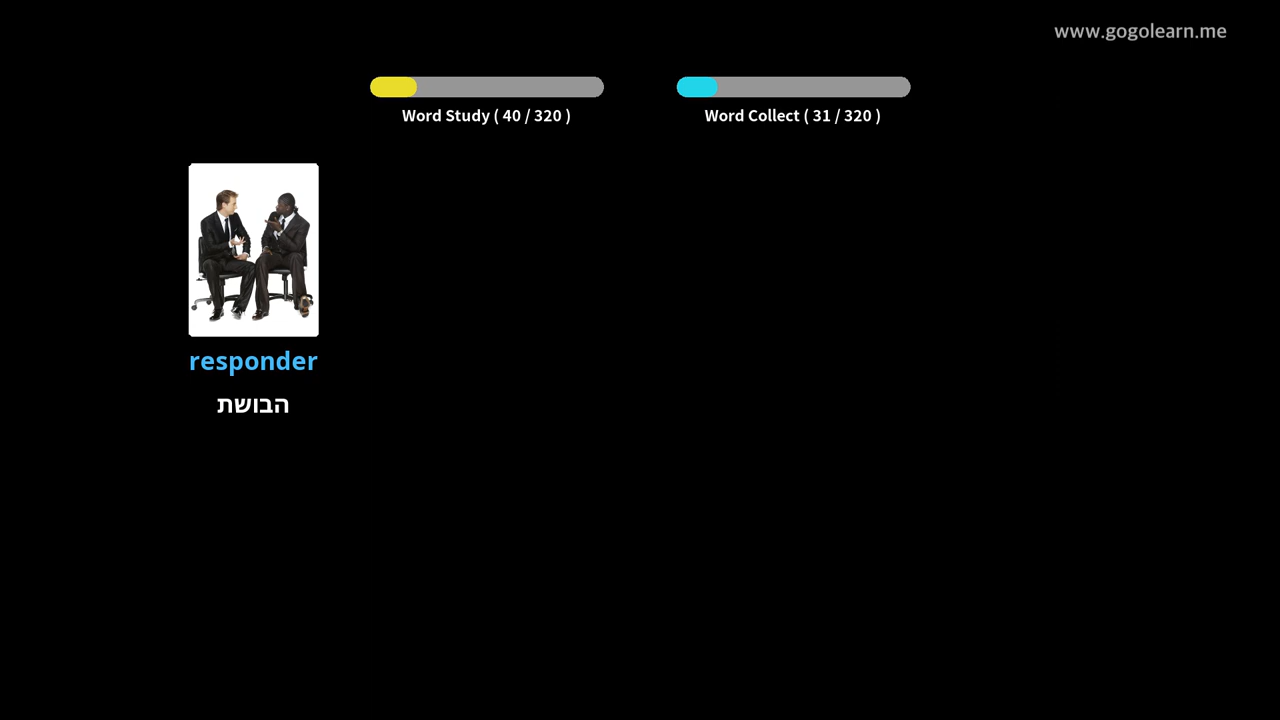 www.gogolearn.me
Word Study ( 40 / 320 )
Word Collect ( 31 / 320 )
responder
הבושת